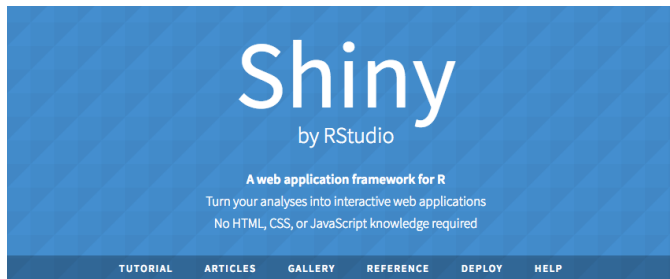 Shiny
by RStudio
A web application framework for R
Turn your analyses into interactive web applications
No HTML, CSS, or JavaScript knowledge required
TUTORIAL ARTICLES GALLERY REFERENCE DEPLOY HELP